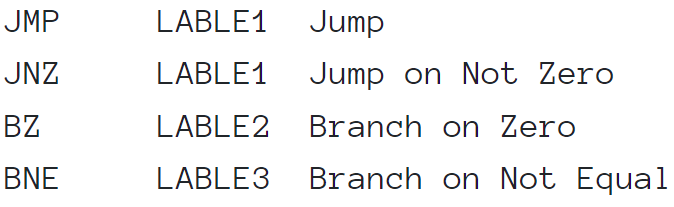 JMP LABLE1 Jump
JNZ LABLE1 Jump on Not Zero
BZ LABLE2 Branch on Zero
BNE LABLE3 Branch on Not Equal